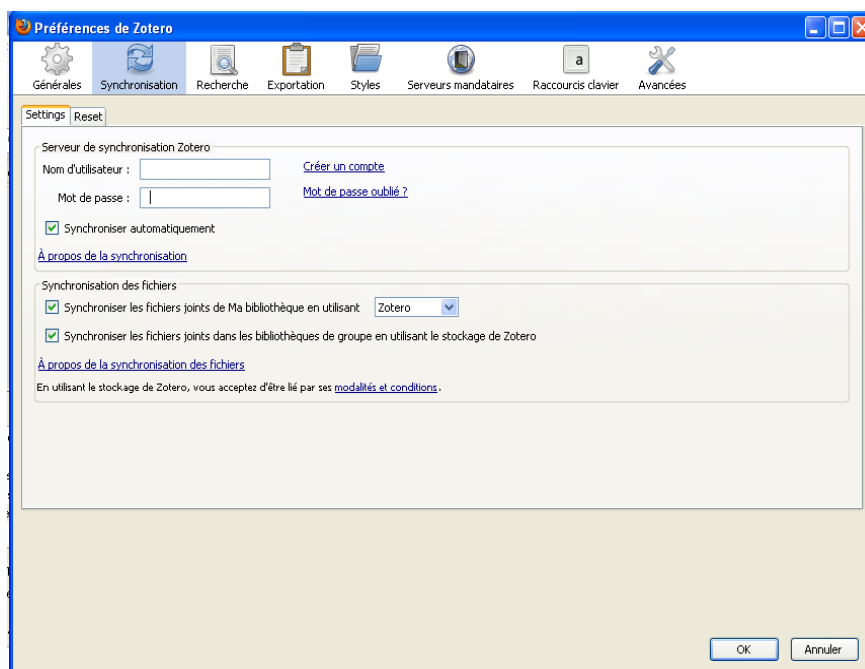 Préférences de Zotero
Générales Synchronisation Recherche Exportation Styles Serveurs mandataires Raccourcis clavier Avancées
a
Settings Reset
Serveur de synchronisation Zotero
Nom d'utilisateur : Créer un compte
Mot de passe : Mot de passe oublié ?
Synchroniser automatiquement
À propos de la synchronisation
Synchronisation des fichiers
Synchroniser les fichiers joints de Ma bibliothèque en utilisant Zotero
Synchroniser les fichiers joints dans les bibliothèques de groupe en utilisant le stockage de Zotero
À propos de la synchronisation des fichiers
En utilisant le stockage de Zotero, vous acceptez d'être lié par ses modalités et conditions.
OK Annuler